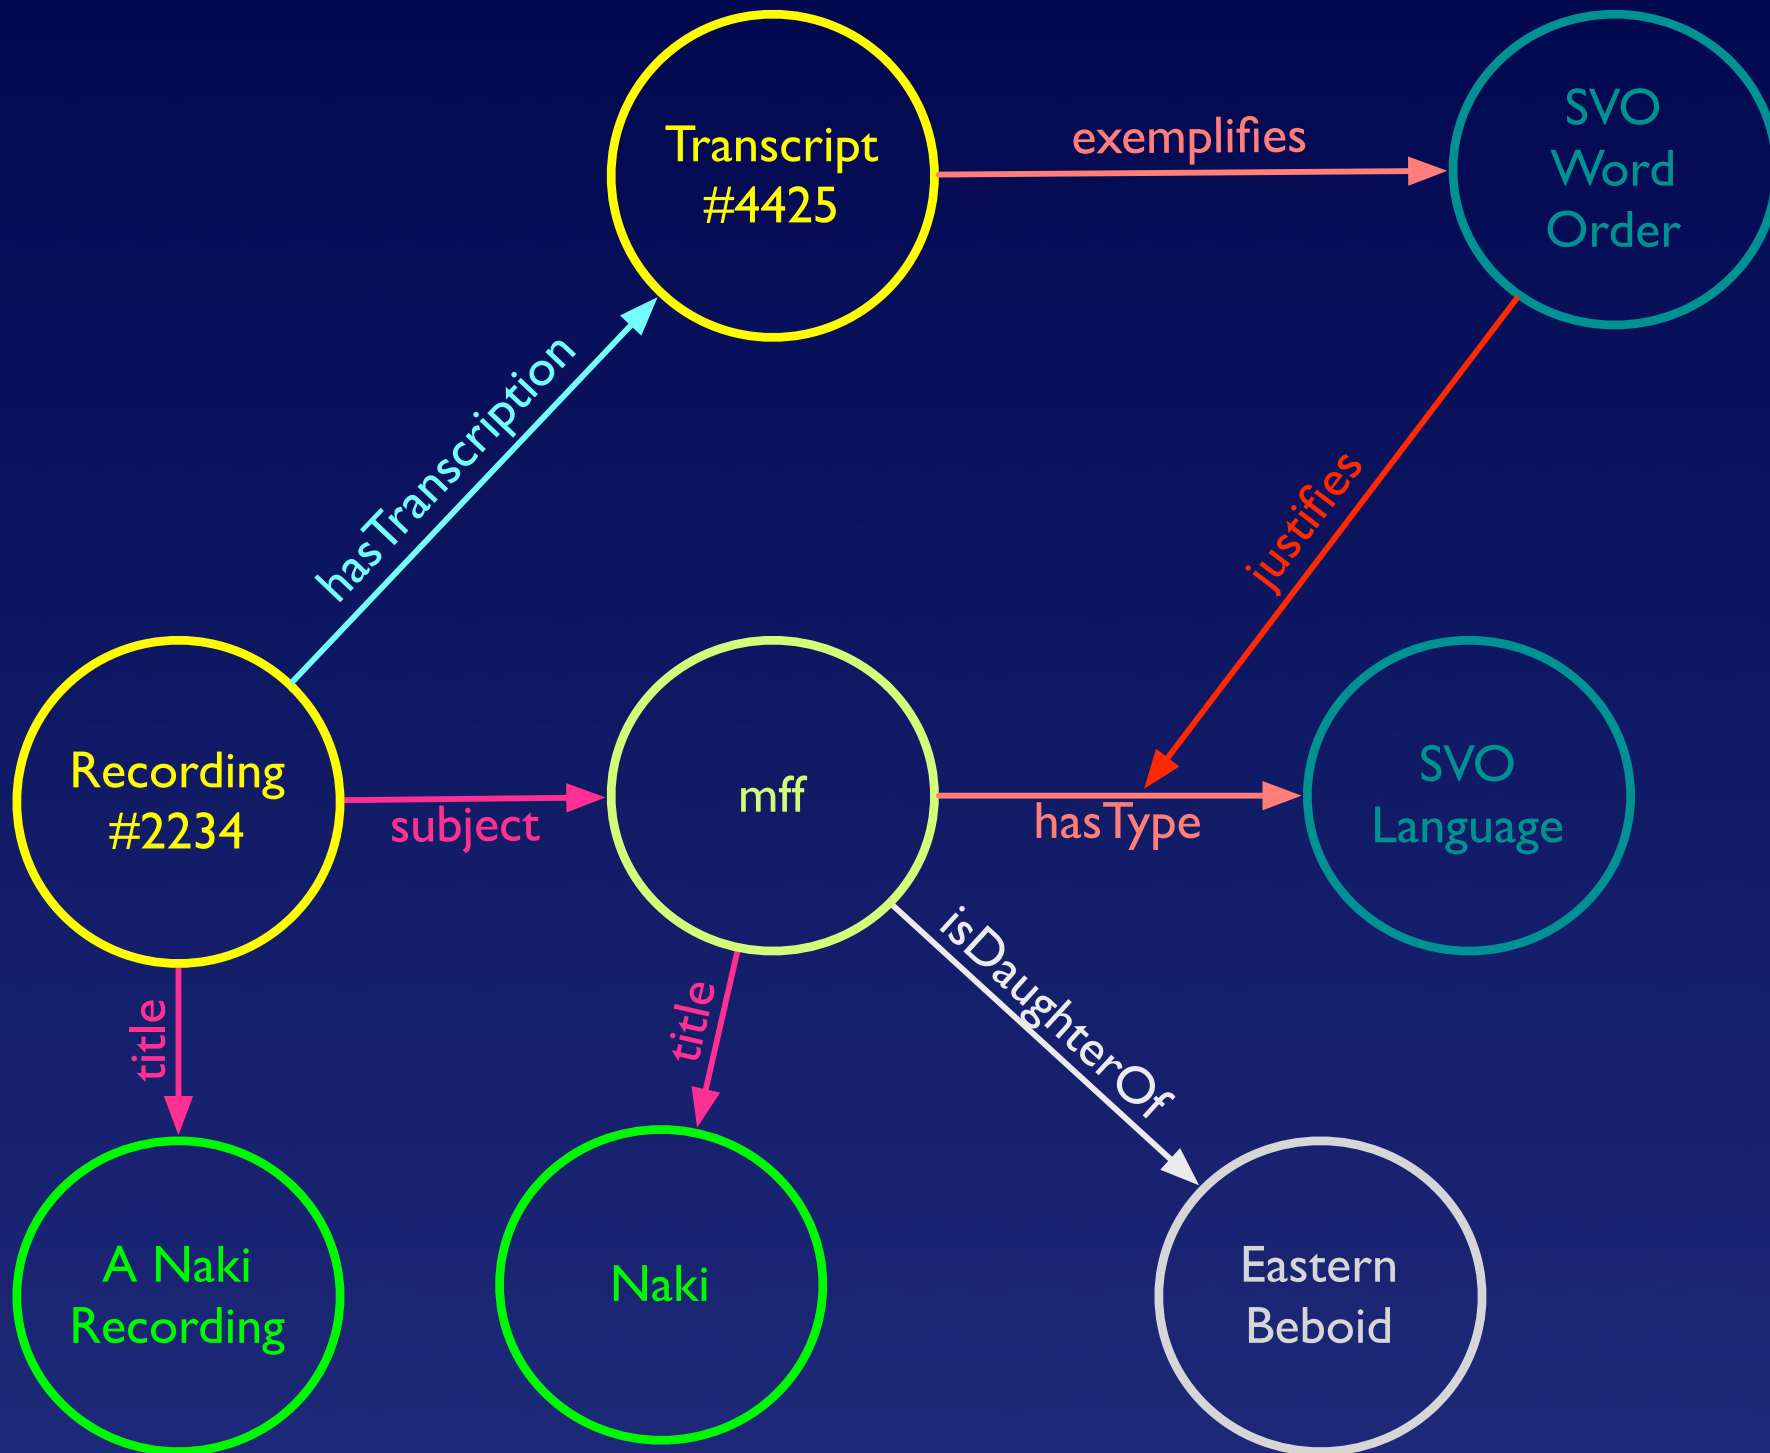 Transcript
#4425
exemplifies
SVO
Word
Order
hasTranscription
justifies
Recording
#2234
subject
mff
hasType
SVO
Language
title
title
isDaughterOf
A Naki
Recording
Naki
Eastern
Beboid